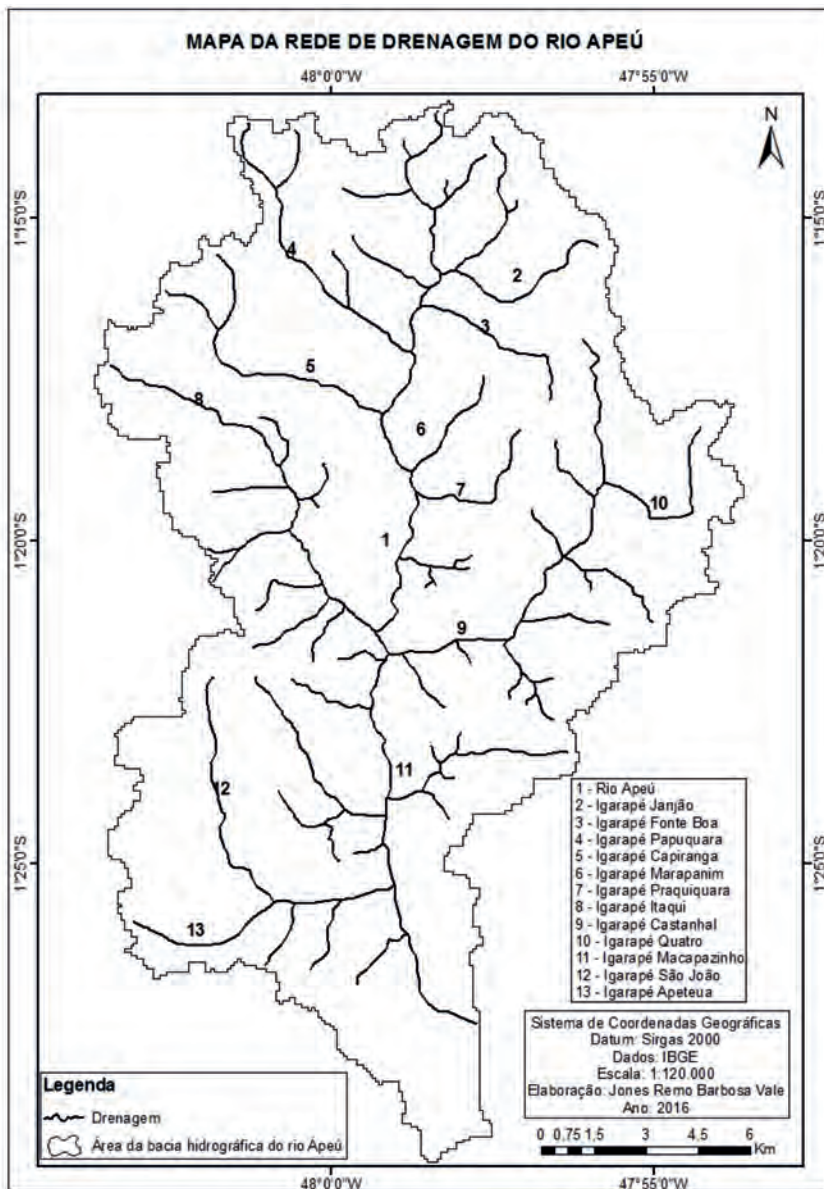 MAPA DA REDE DE DRENAGEM DO RIO APEÚ
48°0'0"W
47°55'0"W
N
1°15'0"S
1°15'0"S
4
2
3
5
8
6
7
10
1°20'0"S
1
1°20'0"S
9
11
12
1 - Rio Apeú
2 - Igarapé Janjão
3 - Igarapé Fonte Boa
4 - Igarapé Papuquara
5 - Igarapé Capiranga
6 - Igarapé Marapanim
7 - Igarapé Praquiquara
8 - Igarapé Itaqui
9 - Igarapé Castanhal
10 - Igarapé Quatro
11 - Igarapé Macapazinho
12 - Igarapé São João
13 - Igarapé Apeteua
1°25'0"S
1°25'0"S
13
Sistema de Coordenadas Geográficas
Datum: Sirgas 2000
Dados: IBGE
Escala: 1:120.000
Elaboração: Jones Remo Barbosa Vale
Ano: 2016
Legenda
Drenagem
Área da bacia hidrográfica do rio Apeú
0 0,75 1,5 3 4,5 6
Km
48°0'0"W
47°55'0"W